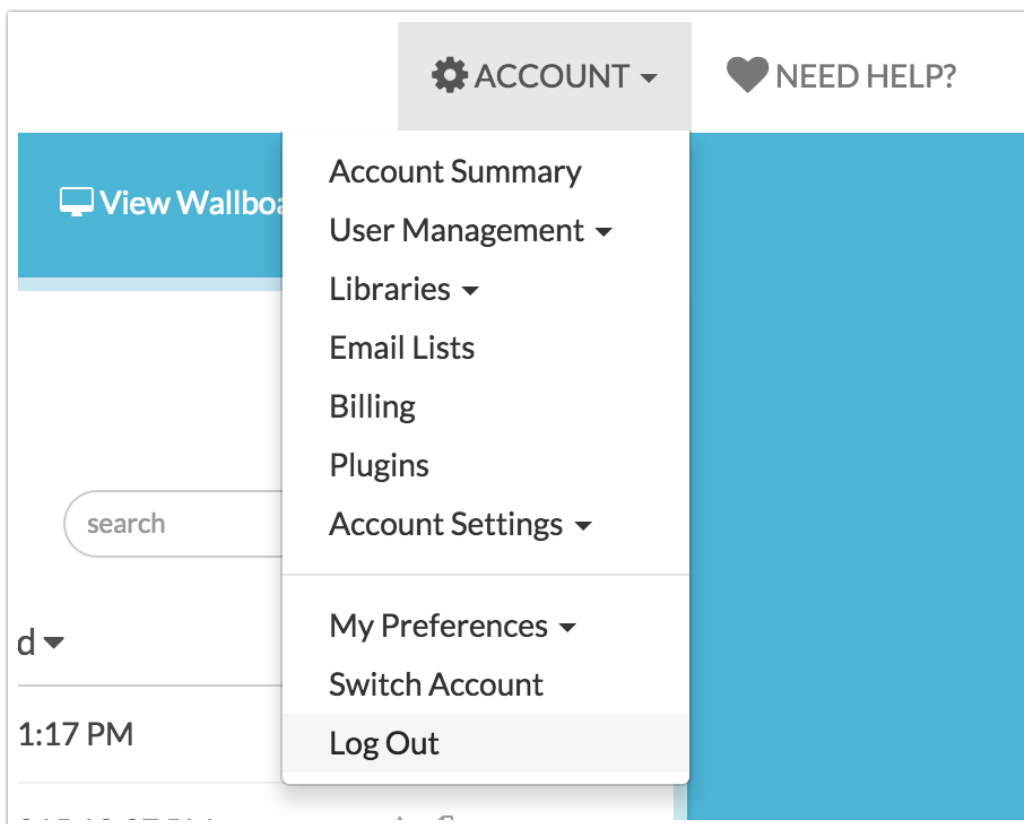 ACCOUNT
NEED HELP?
View Wallboa
Account Summary
User Management
Libraries
Email Lists
Billing
Plugins
search
Account Settings
My Preferences
d
Switch Account
1:17 PM
Log Out